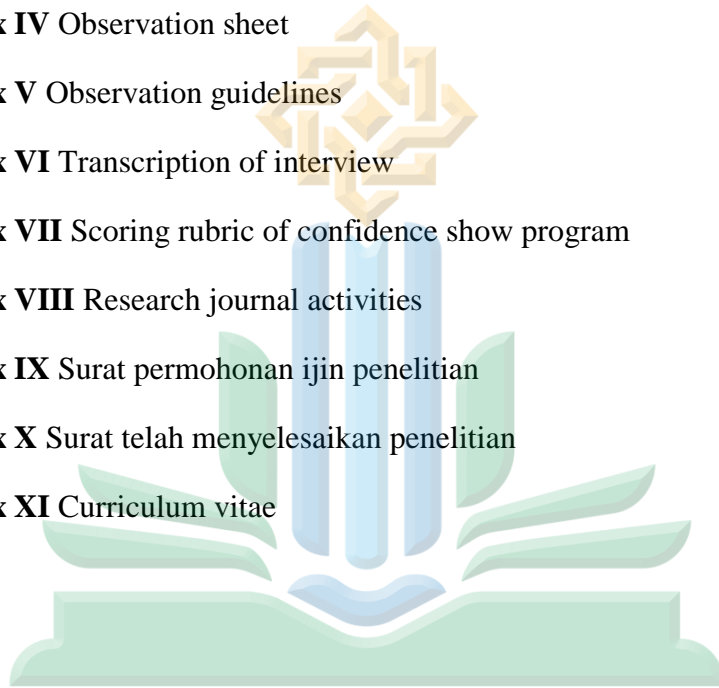 x IV Observation sheet
x V Observation guidelines
x VI Transcription of interview
x VII Scoring rubric of confidence show program
x VIII Research journal activities
x IX Surat permohonan ijin penelitian
x X Surat telah menyelesaikan penelitian
x XI Curriculum vitae